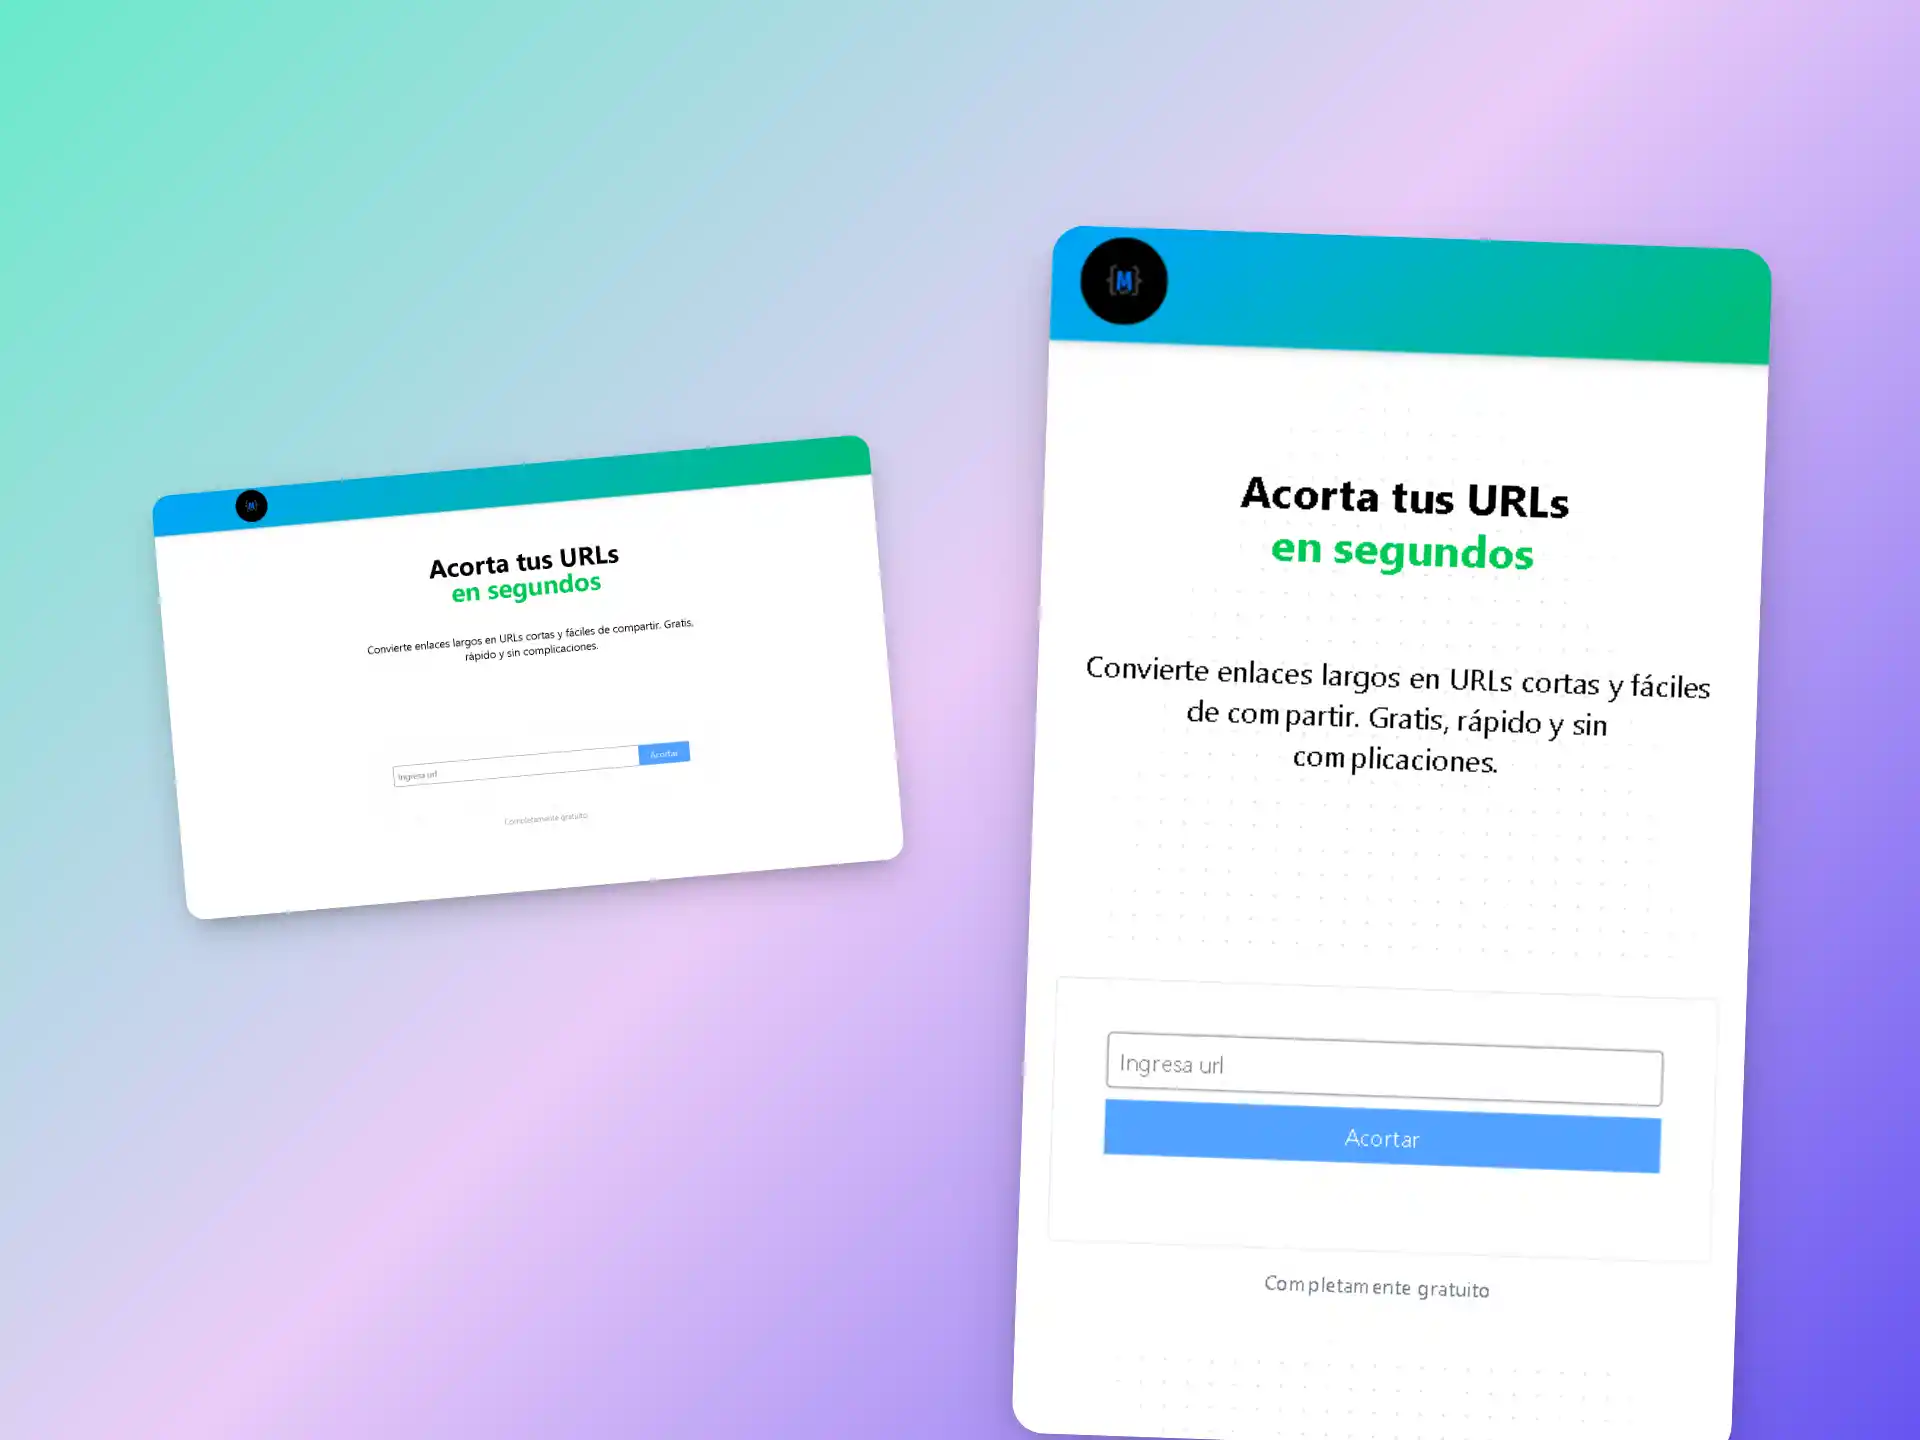 {M}
Acorta tus URLs
en segundos
Convierte enlaces largos en URLs cortas y fáciles de compartir. Gratis,
rápido y sin complicaciones.
Ingresa url
Acortar
Completamente gratuito
{M}
Acorta tus URLs
en segundos
Convierte enlaces largos en URLs cortas y fáciles
de compartir. Gratis, rápido y sin
complicaciones.
Ingresa url
Acortar
Completamente gratuito